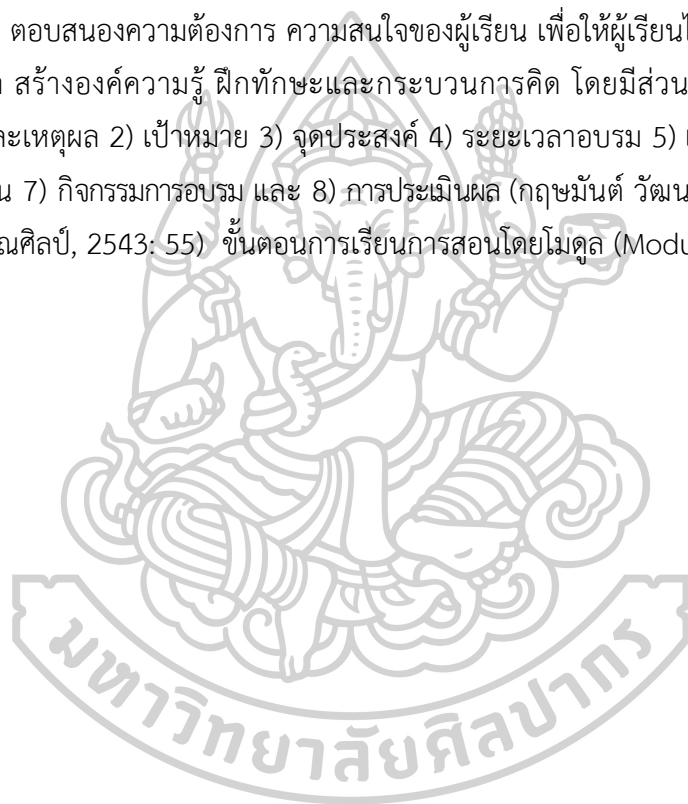 ตอบสนองความต้องการ ความสนใจของผู้เรียน เพื่อให้ผู้เรียน
สร้างองค์ความรู้ ฝึกทักษะและกระบวนการคิด โดยมีส่วน
ละเหตุผล 2) เป้าหมาย 3) จุดประสงค์ 4) ระยะเวลาอบรม 5)
น 7) กิจกรรมการอบรม และ 8) การประเมินผล (กฤษมันต์ วัฒน
ณศิลป์, 2543: 55) ขั้นตอนการเรียนการสอนโดยโมดูล (Modu
มหาวิทยาลัยศิลปากร